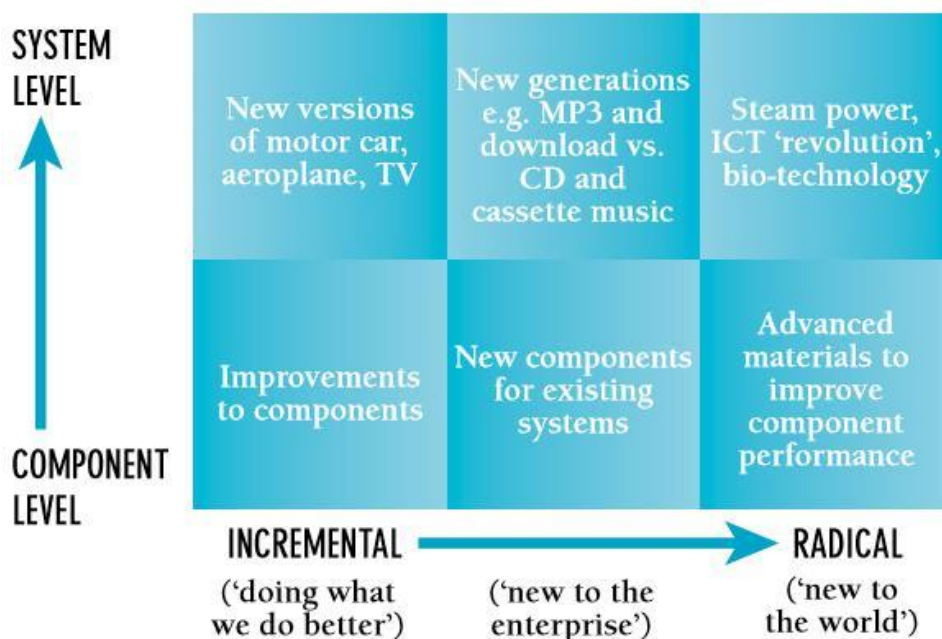 SYSTEM
LEVEL
New versions
of motor car,
aeroplane, TV
New generations
e.g. MP3 and
download vs.
CD and
cassette music
Steam power,
ICT ‘revolution’,
bio-technology
COMPONENT
LEVEL
Improvements
to components
New components
for existing
systems
Advanced
materials to
improve
component
performance
INCREMENTAL
RADICAL
(‘doing what
we do better’)
(‘new to the
enterprise’)
(‘new to
the world’)